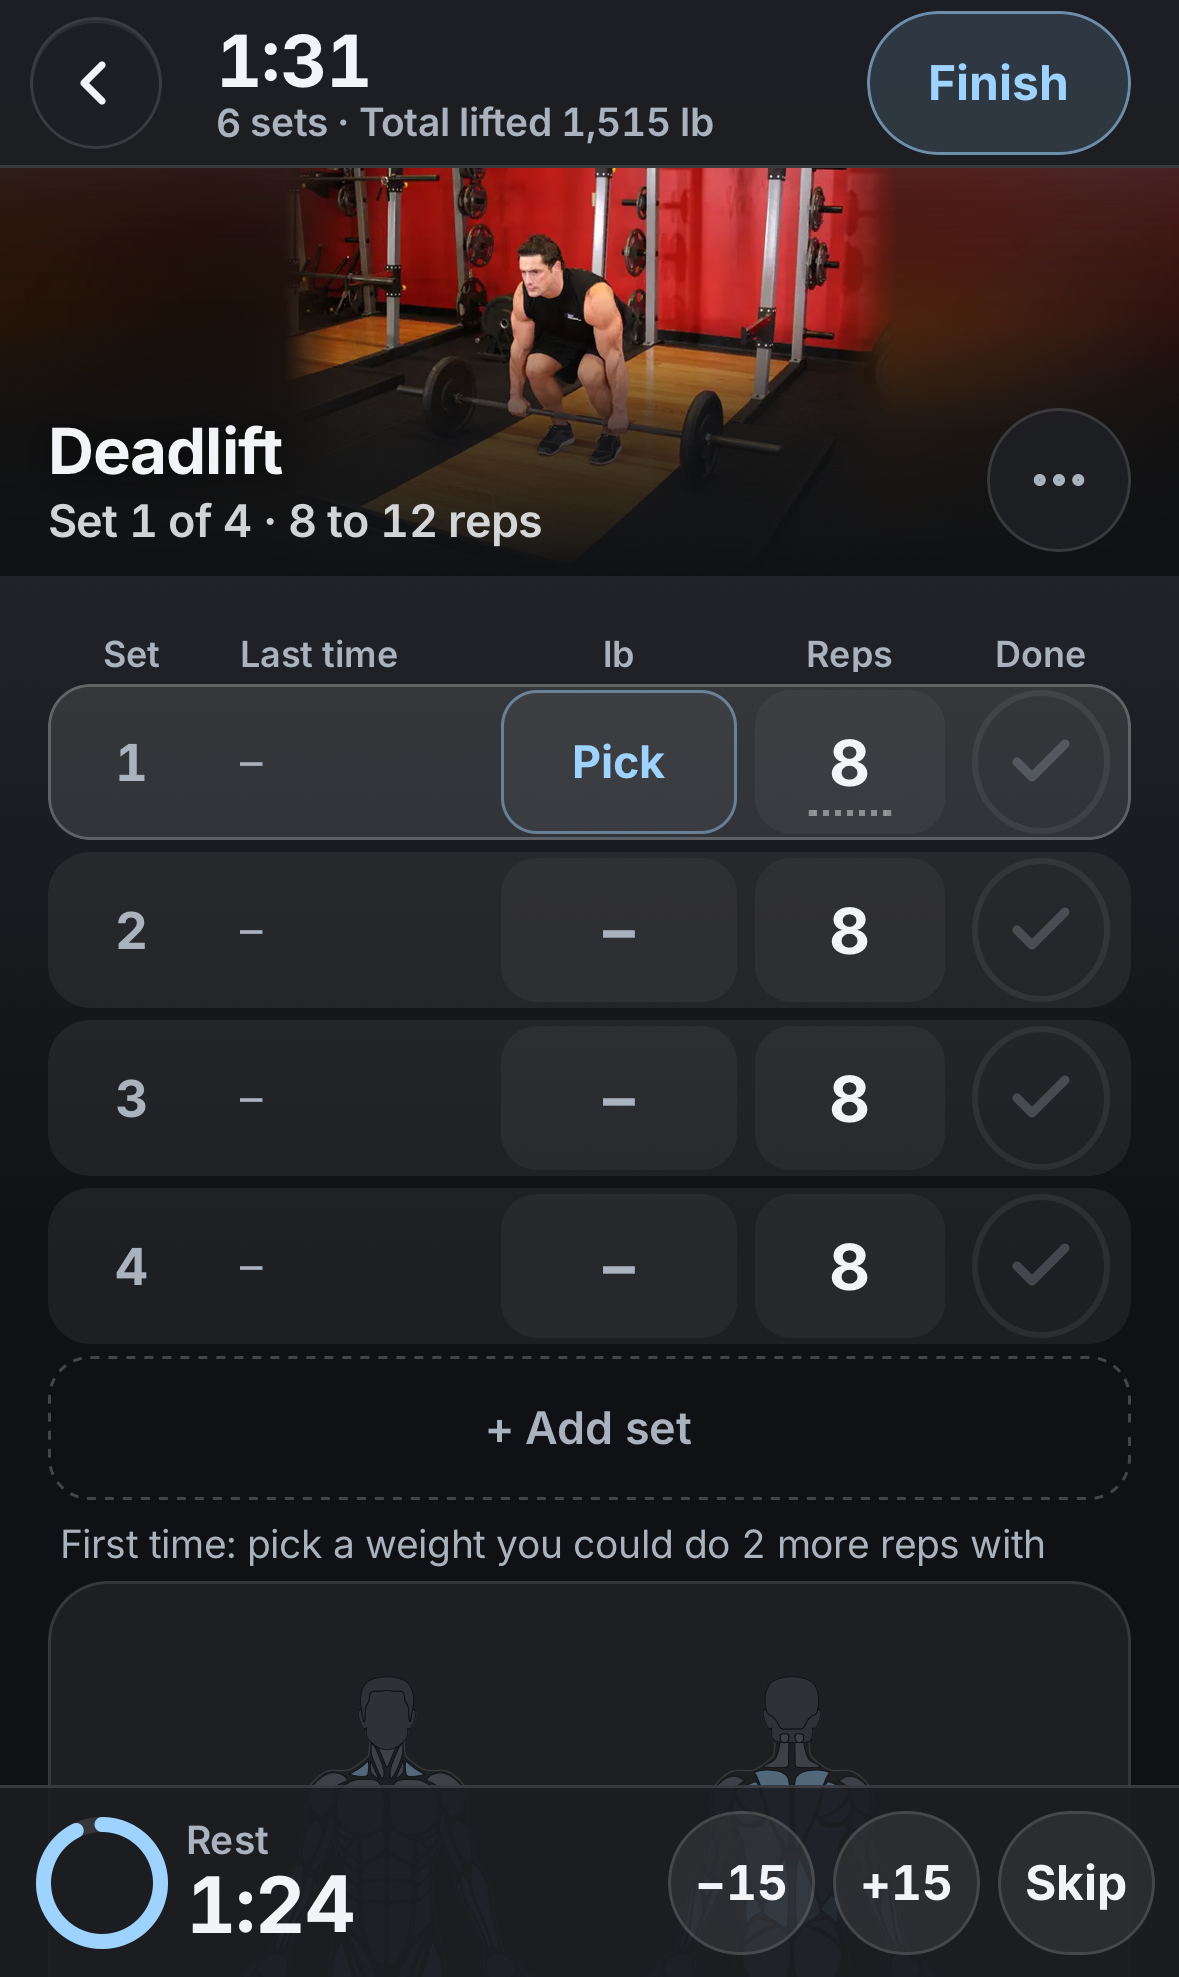 1:31
6 sets · Total lifted 1,515 lb
Finish
Deadlift
Set 1 of 4 · 8 to 12 reps
Set Last time lb Reps Done
1 – Pick 8
2 – – 8
3 – – 8
4 – – 8
+ Add set
First time: pick a weight you could do 2 more reps with
Rest
1:24
−15 +15 Skip